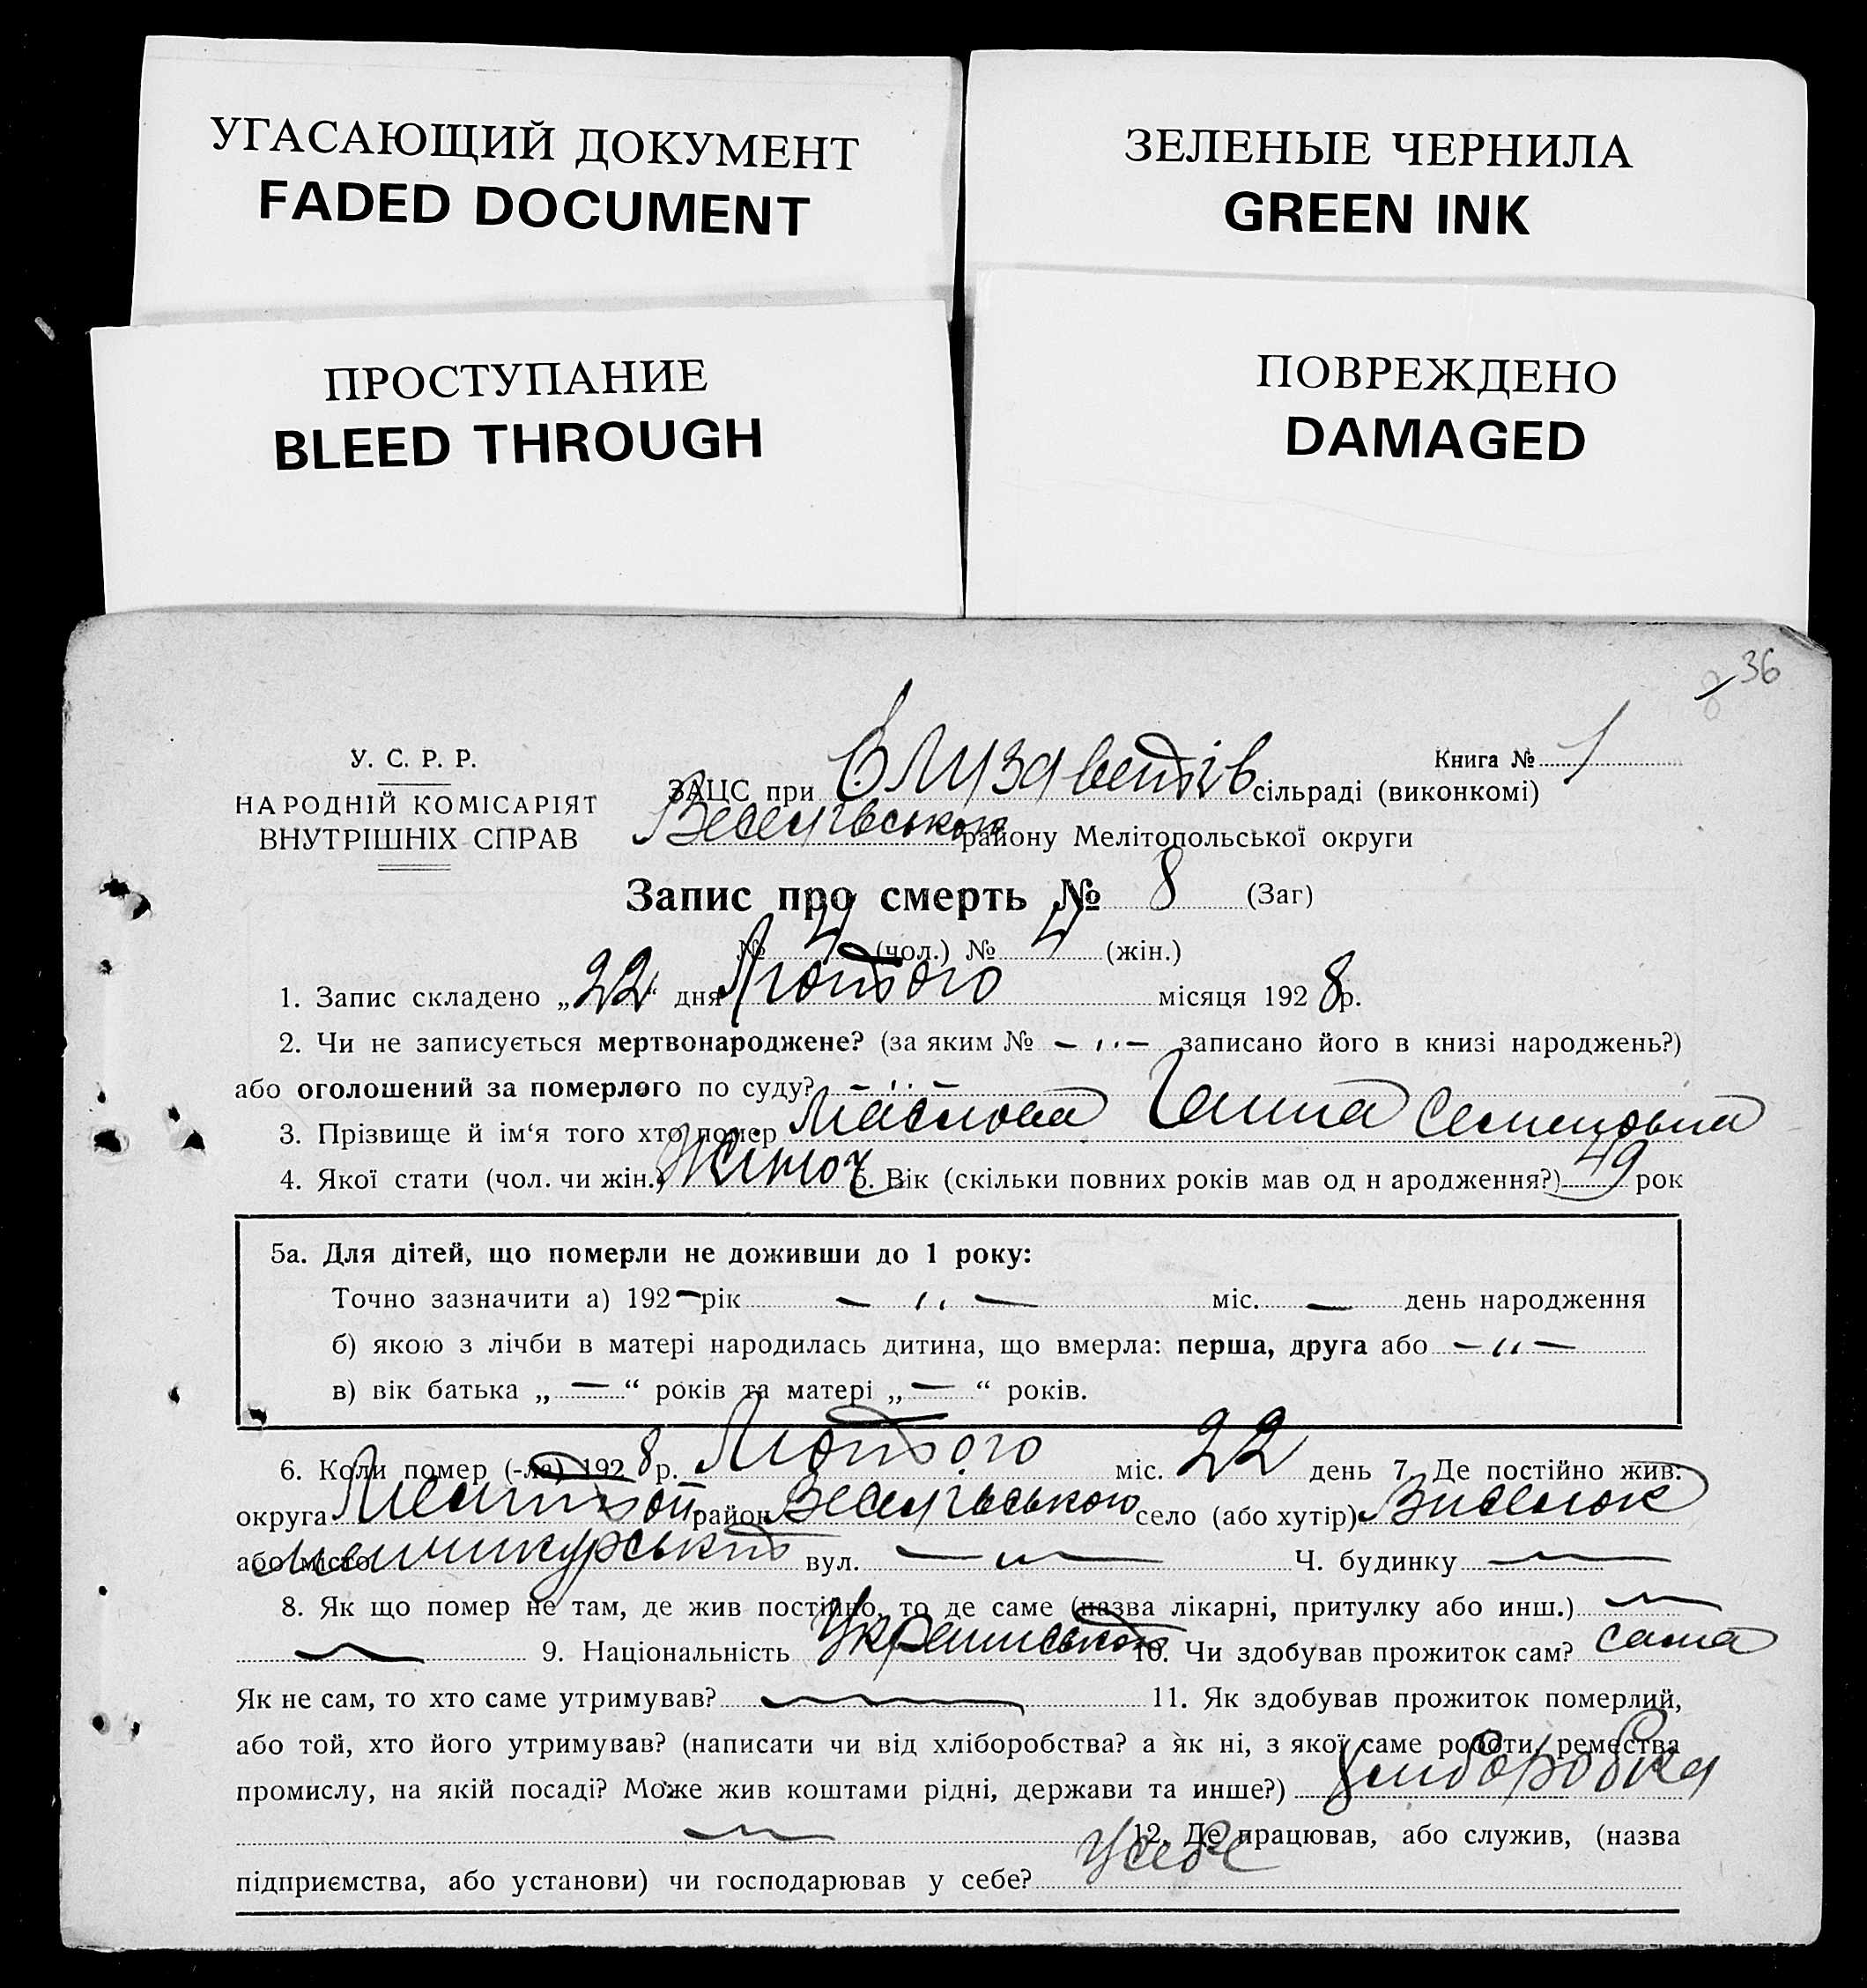 УГАСАЮЩИЙ ДОКУМЕНТ
FADED DOCUMENT
ЗЕЛЕНЫЕ ЧЕРНИЛА
GREEN INK
ПРОСТУПАНИЕ
BLEED THROUGH
ПОВРЕЖДЕНО
DAMAGED
36
У. С. Р. Р.
НАРОДНІЙ КОМІСАРІЯТ
ВНУТРІШНІХ СПРАВ
Книга № 1
ЗАЦС при Єлизаветів сільраді (виконкомі)
Веселівського району Мелітопольської округи
Запис про смерть № 8 (Заг)
№ 4 (чол.) № 4 (жін.)
1. Запис складено „22“ дня Лютого місяця 1928 р.
2. Чи не записується мертвонароджене? (за яким № – „ – записано його в книзі народжень?)
або оголошений за померлого по суду? – „ –
3. Прізвище й ім‘я того хто помер Маслова Ганна Семеновна
4. Якої стати (чол. чи жін.) Жіноч 5. Вік (скільки повних років мав од н ародження?) 49 рок
5а. Для дітей, що померли не доживши до 1 року:
Точно зазначити а) 192– рік – „ – міс. – день народження
б) якою з лічби в матері народилась дитина, що вмерла: перша, друга або – „ –
в) вік батька „ – “ років та матері „ – “ років.
6. Коли помер (-ла) 1928 р. Лютого міс. 22 день 7. Де постійно жив:
округа Мелітоп район Веселівського село (або хутір) Виселок
або місто вул. – „ – Ч. будинку –
8. Як що помер не там, де жив постійно, то де саме (назва лікарні, притулку або инш.) –
– 9. Національність 10. Чи здобував прожиток сам? сама
Як не сам, то хто саме утримував? – 11. Як здобував прожиток померлий,
або той, хто його утримував? (написати чи від хліборобства? а як ні, з якої саме роботи, ремества
промислу, на якій посаді? Може жив коштами рідні, держави та инше?)
– 12. Де працював, або служив, (назва
підприємства, або установи) чи господарював у себе? У себе